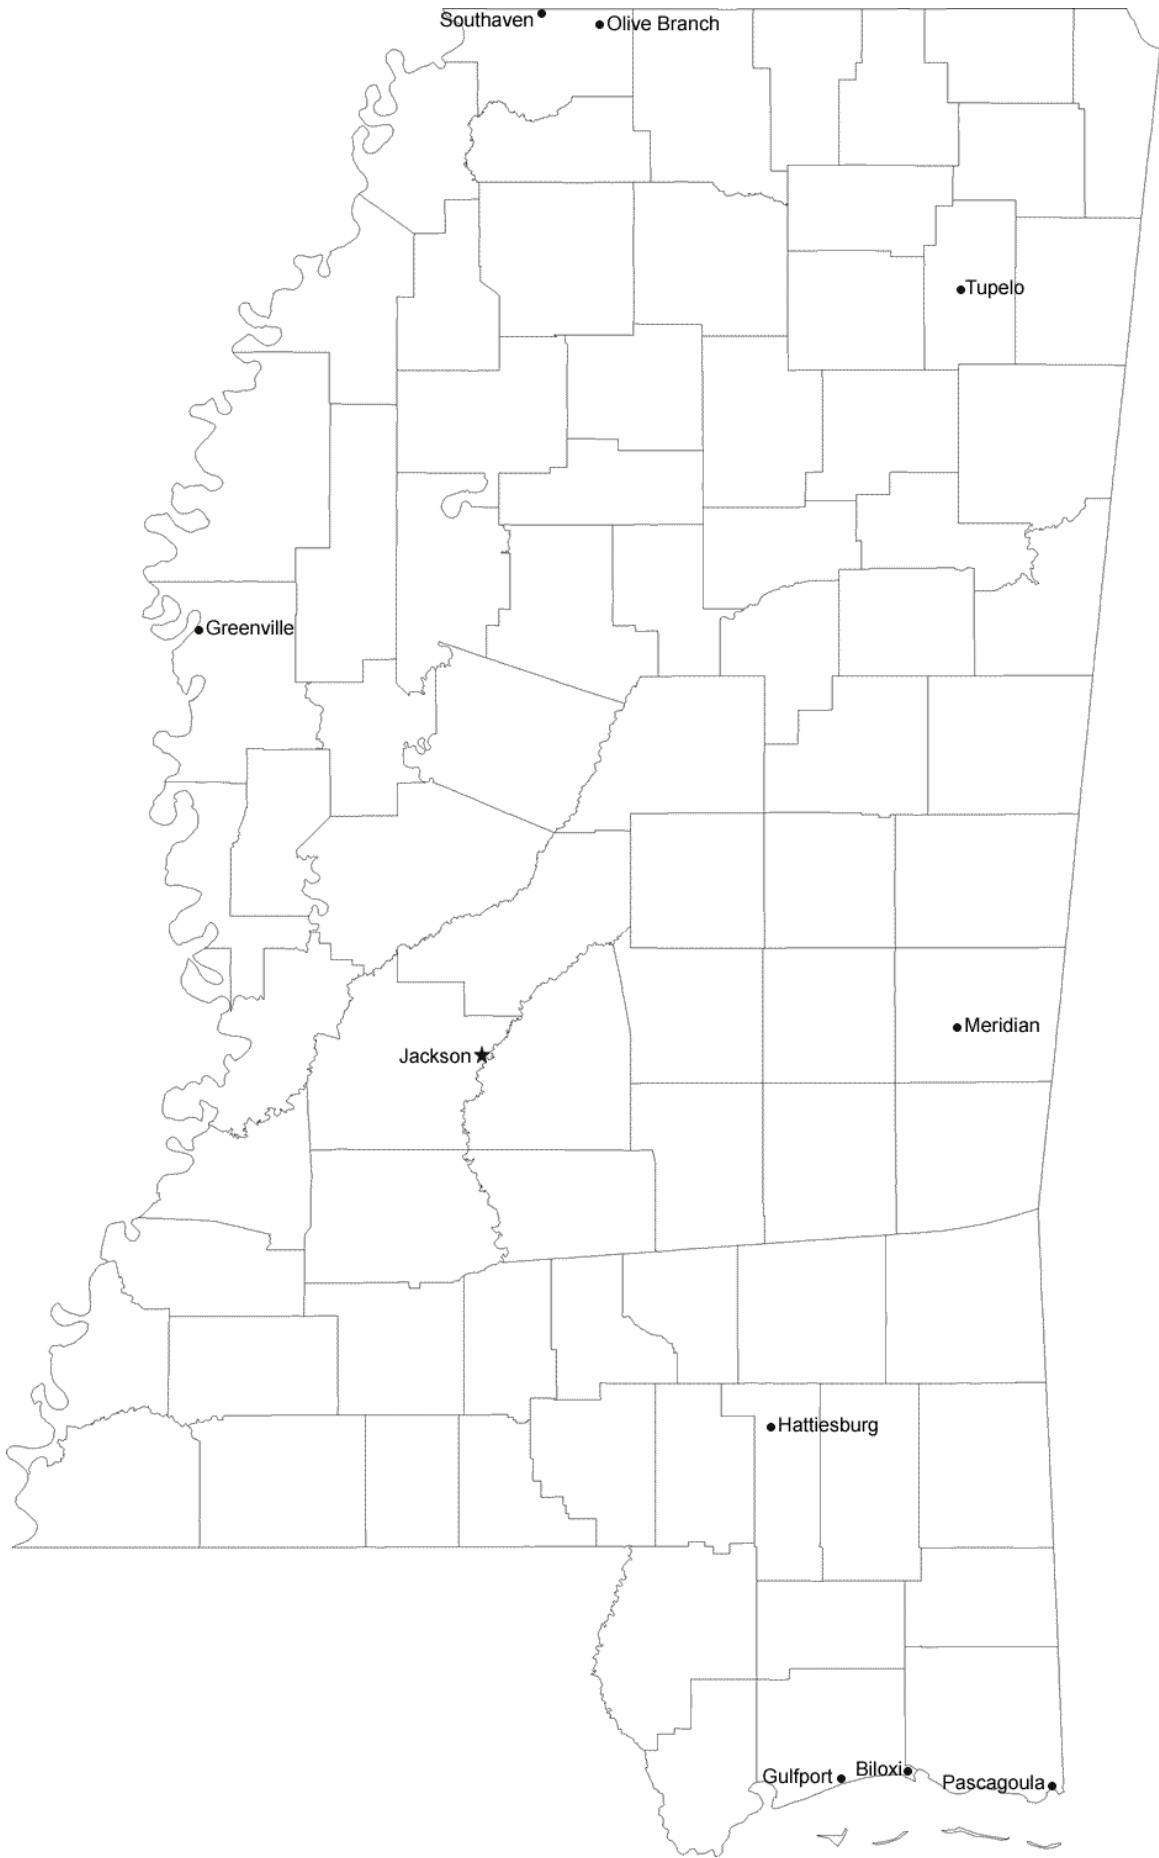 Southaven
Olive Branch
Tupelo
Greenville
Meridian
Jackson
Hattiesburg
Gulfport
Biloxi
Pascagoula